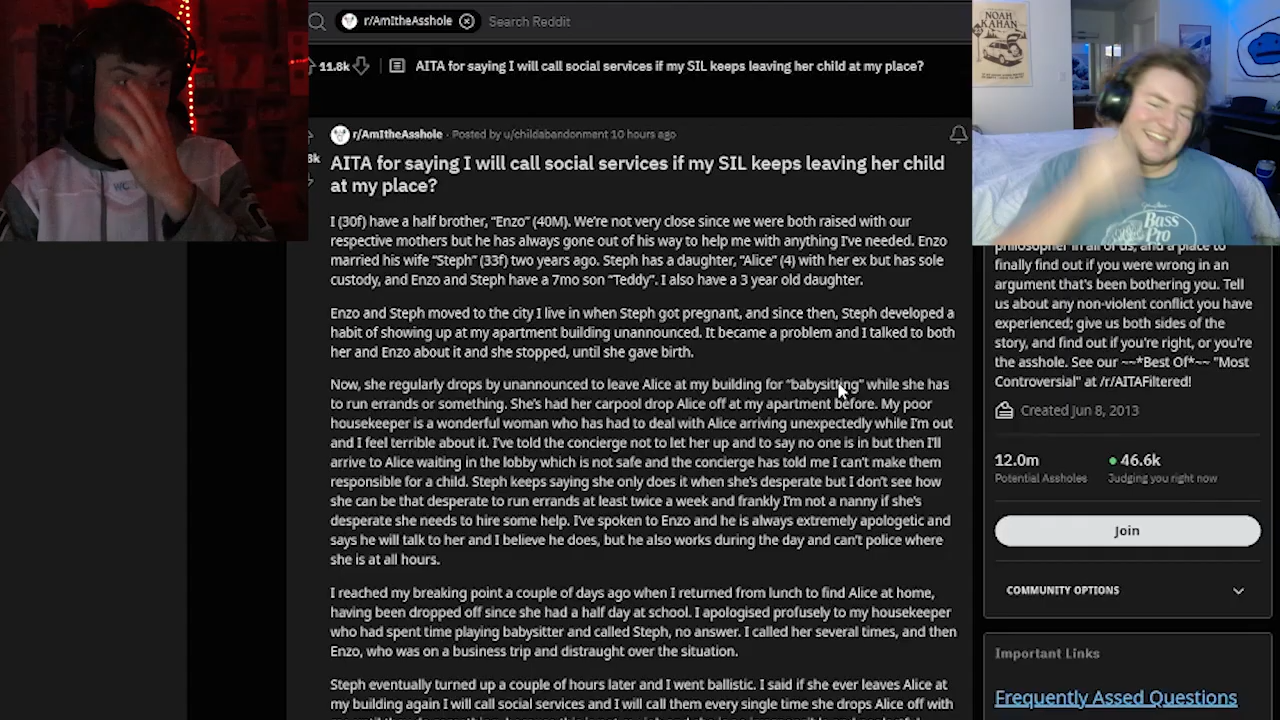 r/AmItheAsshole
Search Reddit
NOAH
KAHAN
11.8k
AITA for saying I will call social services if my SIL keeps leaving her child at my place?
r/AmItheAsshole · Posted by u/childabandonment 10 hours ago
AITA for saying I will call social services if my SIL keeps leaving her child
at my place?
I (30f) have a half brother, “Enzo” (40M). We’re not very close since we were both raised with our
respective mothers but he has always gone out of his way to help me with anything I’ve needed. Enzo
married his wife “Steph” (33f) two years ago. Steph has a daughter, “Alice” (4) with her ex but has sole
custody, and Enzo and Steph have a 7mo son “Teddy”. I also have a 3 year old daughter.
Enzo and Steph moved to the city I live in when Steph got pregnant, and since then, Steph developed a
habit of showing up at my apartment building unannounced. It became a problem and I talked to both
her and Enzo about it and she stopped, until she gave birth.
Now, she regularly drops by unannounced to leave Alice at my building for “babysitting” while she has
to run errands or something. She’s had her carpool drop Alice off at my apartment before. My poor
housekeeper is a wonderful woman who has had to deal with Alice arriving unexpectedly while I’m out
and I feel terrible about it. I’ve told the concierge not to let her up and to say no one is in but then I’ll
arrive to Alice waiting in the lobby which is not safe and the concierge has told me I can’t make them
responsible for a child. Steph keeps saying she only does it when she’s desperate but I don’t see how
she can be that desperate to run errands at least twice a week and frankly I’m not a nanny if she’s
desperate she needs to hire some help. I’ve spoken to Enzo and he is always extremely apologetic and
says he will talk to her and I believe he does, but he also works during the day and can’t police where
she is at all hours.
I reached my breaking point a couple of days ago when I returned from lunch to find Alice at home,
having been dropped off since she had a half day at school. I apologised profusely to my housekeeper
who had spent time playing babysitter and called Steph, no answer. I called her several times, and then
Enzo, who was on a business trip and distraught over the situation.
Steph eventually turned up a couple of hours later and I went ballistic. I said if she ever leaves Alice at
my building again I will call social services and I will call them every single time she drops Alice off with
Bass
Pro
philosopher in all of us, and a place to
finally find out if you were wrong in an
argument that's been bothering you. Tell
us about any non-violent conflict you have
experienced; give us both sides of the
story, and find out if you're right, or you're
the asshole. See our ~~*Best Of*~~ "Most
Controversial" at /r/AITAFiltered!
Created Jun 8, 2013
12.0m
46.6k
Potential Assholes
Judging you right now
Join
COMMUNITY OPTIONS
Important Links
Frequently Assed Questions